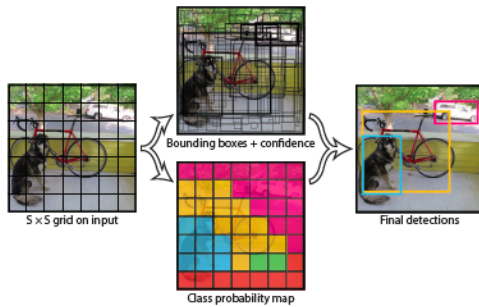 Bounding boxes + confidence
S × S grid on input
Final detections
Class probability map